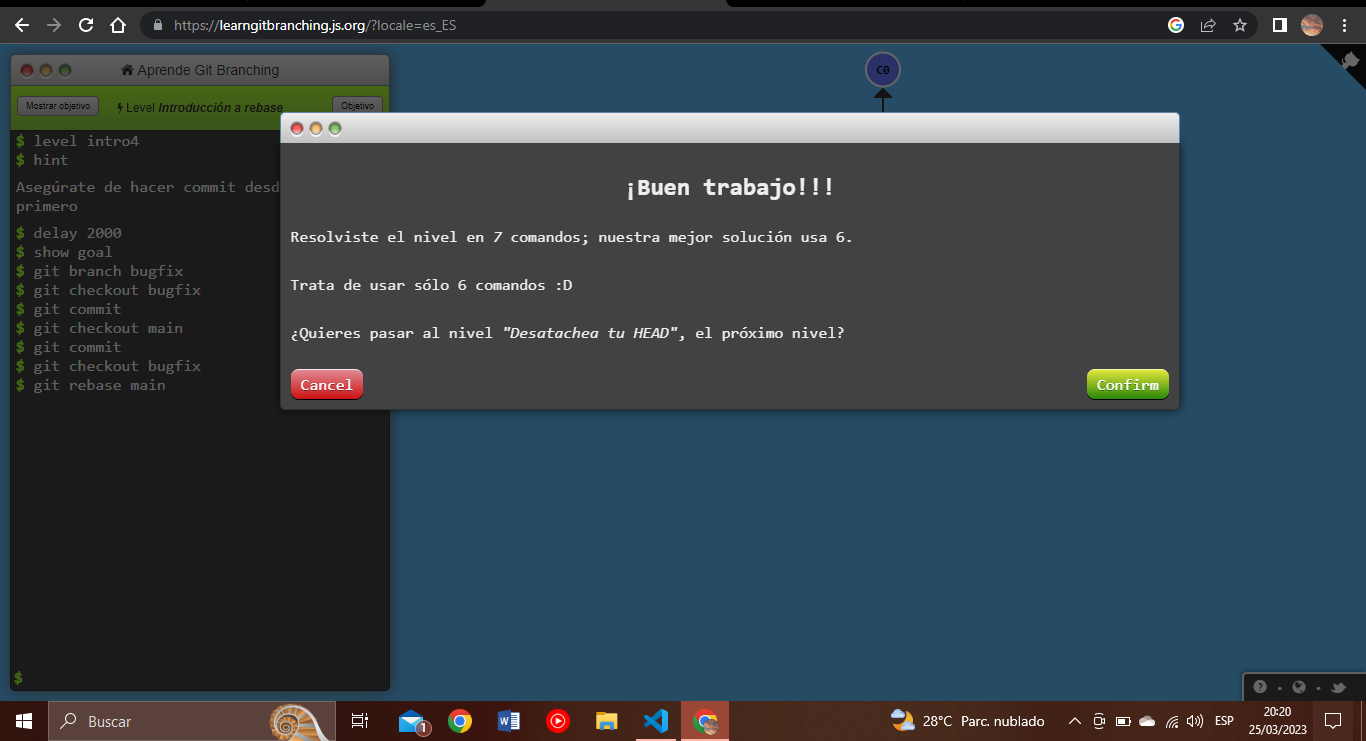 https://learngitbranching.js.org/?locale=es_ES
Aprende Git Branching
Mostrar objetivo
Level Introducción a rebase
Objetivo
$ level intro4
$ hint
Asegúrate de hacer commit desd
primero
$ delay 2000
$ show goal
$ git branch bugfix
$ git checkout bugfix
$ git commit
$ git checkout main
$ git commit
$ git checkout bugfix
$ git rebase main
$
C0
¡Buen trabajo!!!
Resolviste el nivel en 7 comandos; nuestra mejor solución usa 6.
Trata de usar sólo 6 comandos :D
¿Quieres pasar al nivel "Desatachea tu HEAD", el próximo nivel?
Cancel
Confirm
Buscar
1
28°C Parc. nublado
ESP
20:20
25/03/2023